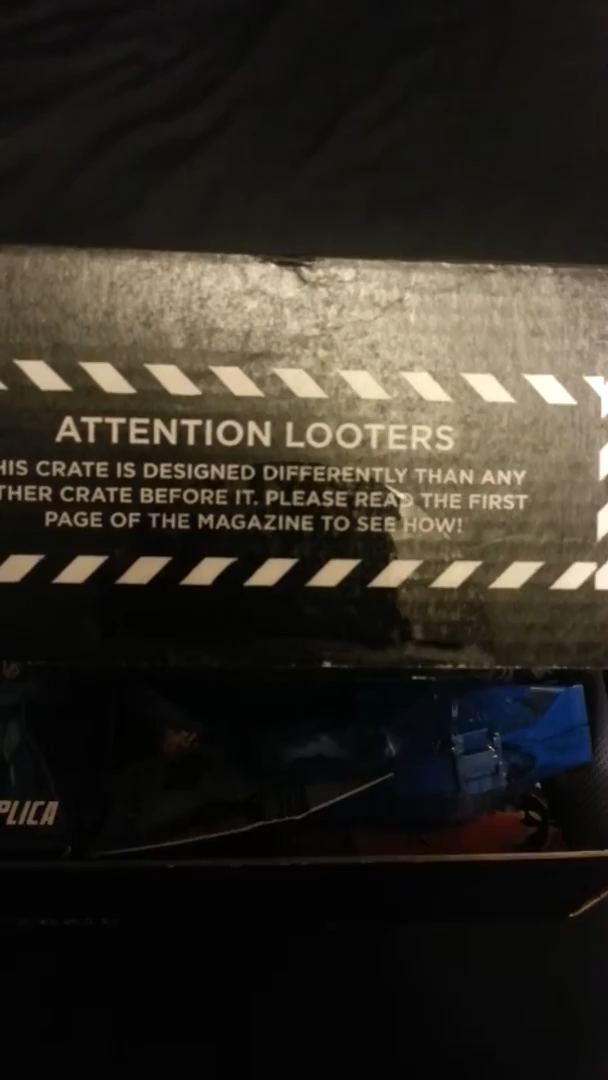 ATTENTION LOOTERS
HIS CRATE IS DESIGNED DIFFERENTLY THAN ANY
THER CRATE BEFORE IT. PLEASE READ THE FIRST
PAGE OF THE MAGAZINE TO SEE HOW!
PLICA